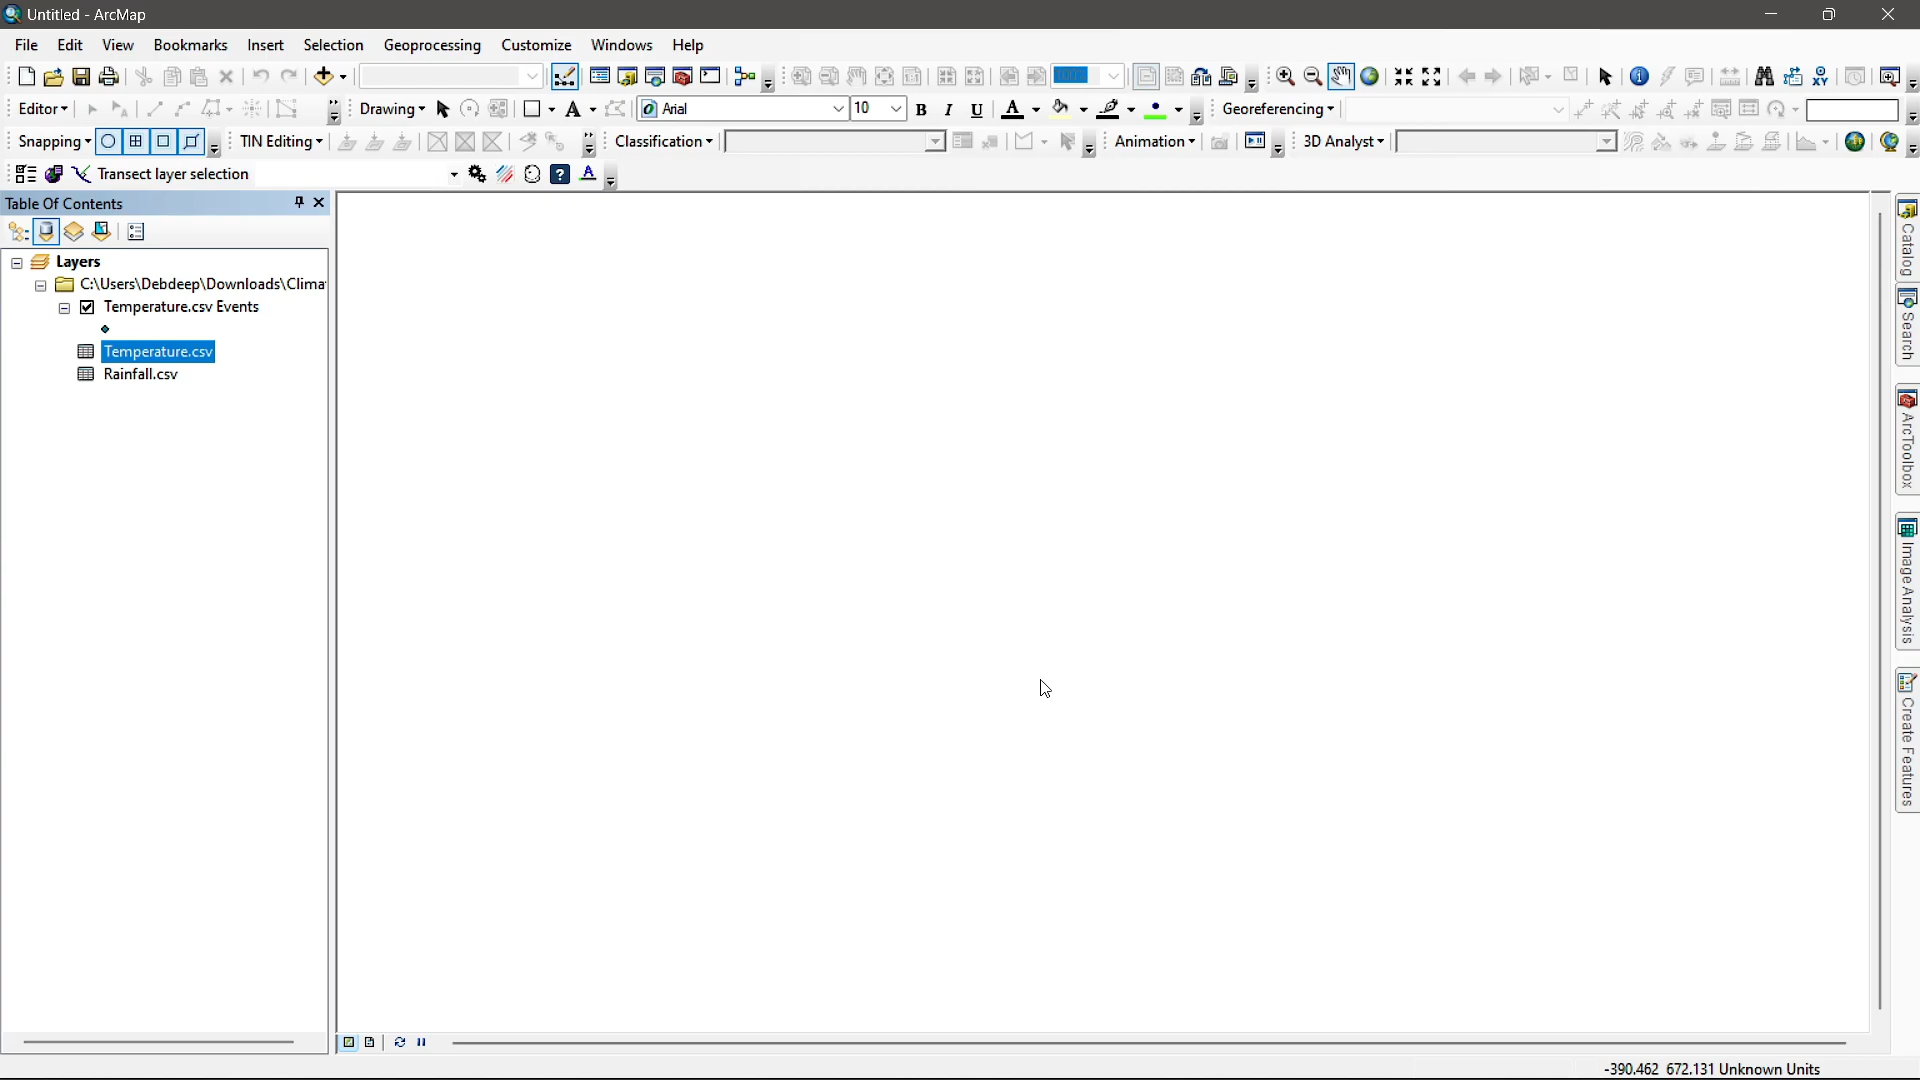 Untitled - ArcMap
File Edit View Bookmarks Insert Selection Geoprocessing Customize Windows Help
Editor Drawing Arial 10 B I U A Georeferencing
Snapping TIN Editing Classification Animation 3D Analyst
Transect layer selection
Table Of Contents
Layers
C:\Users\Debdeep\Downloads\Clima
Temperature.csv Events
Temperature.csv
Rainfall.csv
Catalog
Search
ArcToolbox
Image Analysis
Create Features
-390.462 672.131 Unknown Units